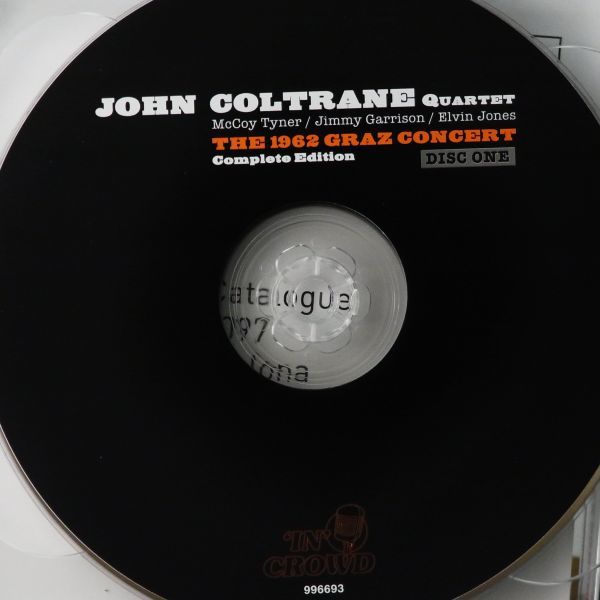 JOHN COLTRANE QUARTET
McCoy Tyner / Jimmy Garrison / Elvin Jones
THE 1962 GRAZ CONCERT
Complete Edition
DISC ONE
Catalogue
'IN'
CROWD
996693